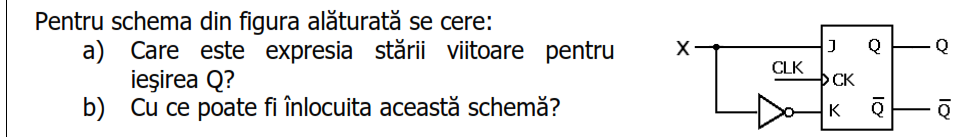 Pentru schema din figura alăturată se cere:
a) Care este expresia stării viitoare pentru
ieşirea Q?
b) Cu ce poate fi înlocuita această schemă?
X
J Q Q
CLK
CK
K Q̅ Q̅